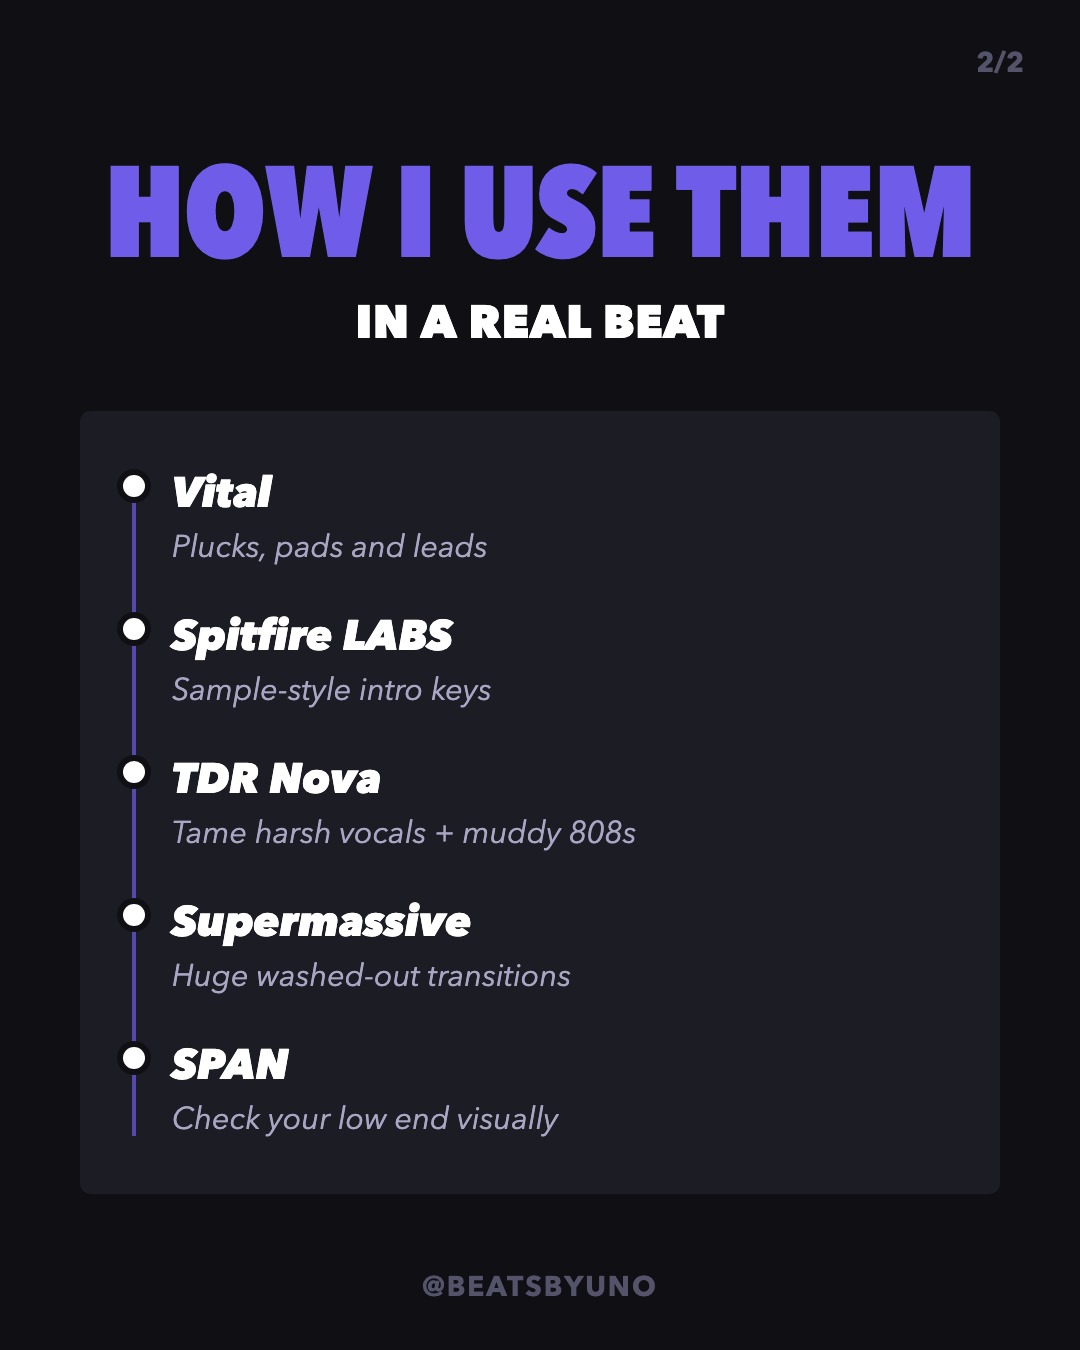 2/2
HOW I USE THEM
IN A REAL BEAT
Vital
Plucks, pads and leads
Spitfire LABS
Sample-style intro keys
TDR Nova
Tame harsh vocals + muddy 808s
Supermassive
Huge washed-out transitions
SPAN
Check your low end visually
@BEATSBYUNO